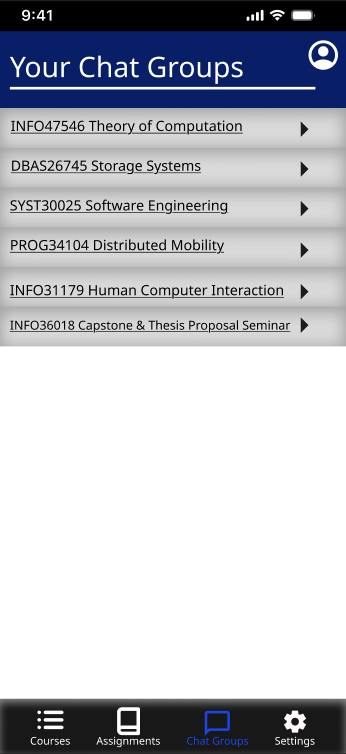 9:41
Your Chat Groups
INFO47546 Theory of Computation
DBAS26745 Storage Systems
SYST30025 Software Engineering
PROG34104 Distributed Mobility
INFO31179 Human Computer Interaction
INFO36018 Capstone & Thesis Proposal Seminar
Courses Assignments Chat Groups Settings